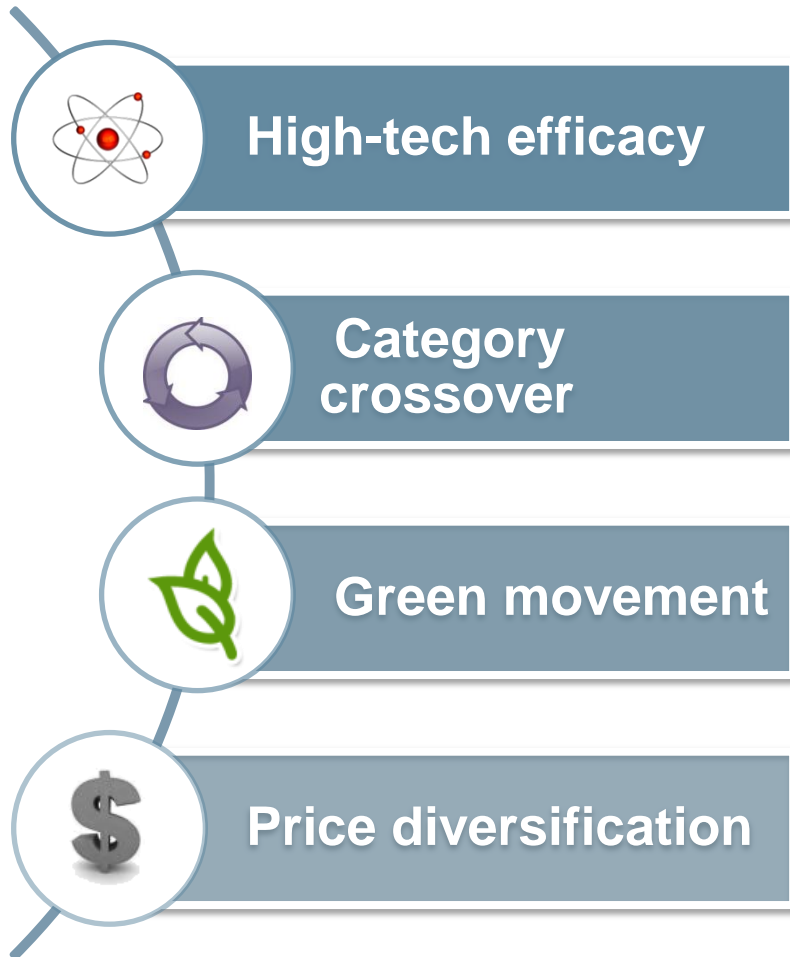 High-tech efficacy
Category
crossover
Green movement
Price diversification